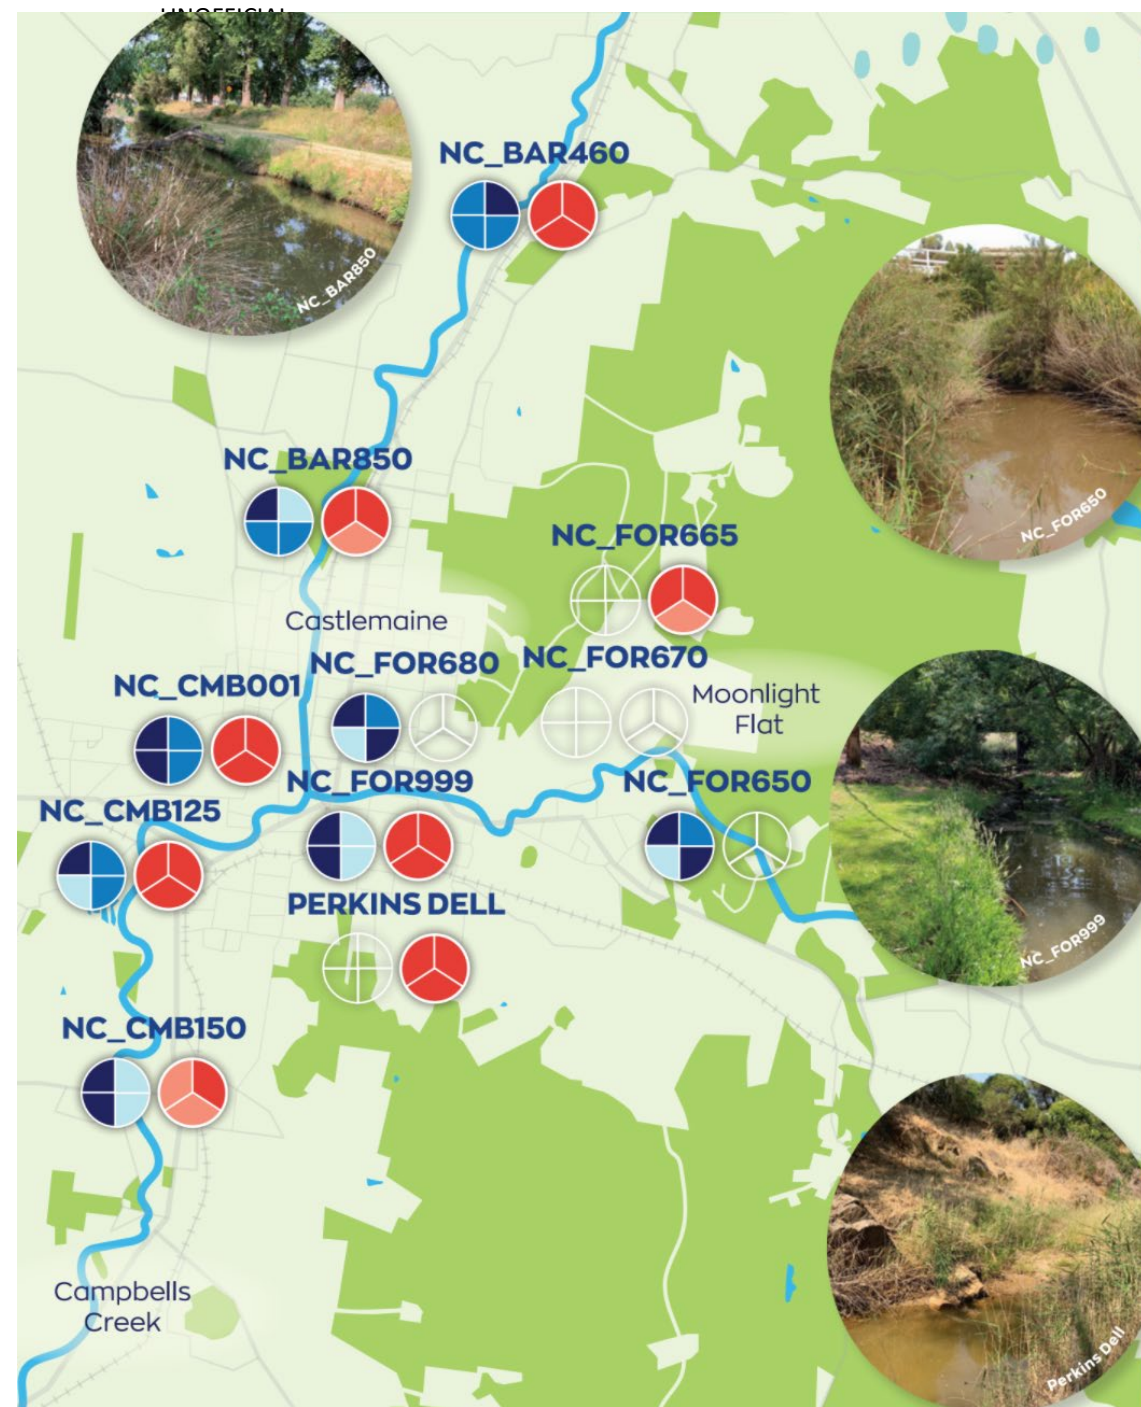 UNOFFICIAL
NC_BAR460
NC_BAR850
NC_BAR850
NC_FOR650
NC_FOR665
Castlemaine
NC_FOR680
NC_FOR670
NC_CMB001
Moonlight
Flat
NC_FOR999
NC_FOR650
NC_CMB125
PERKINS DELL
NC_FOR999
NC_CMB150
Campbells
Creek
Perkins Dell